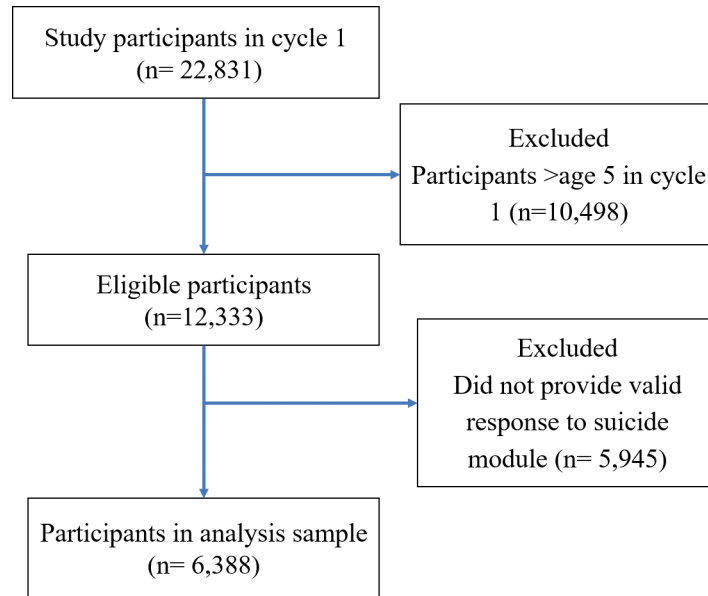 Study participants in cycle 1
(n= 22,831)
Excluded
Participants >age 5 in cycle
1 (n=10,498)
Eligible participants
(n=12,333)
Excluded
Did not provide valid
response to suicide
module (n= 5,945)
Participants in analysis sample
(n= 6,388)